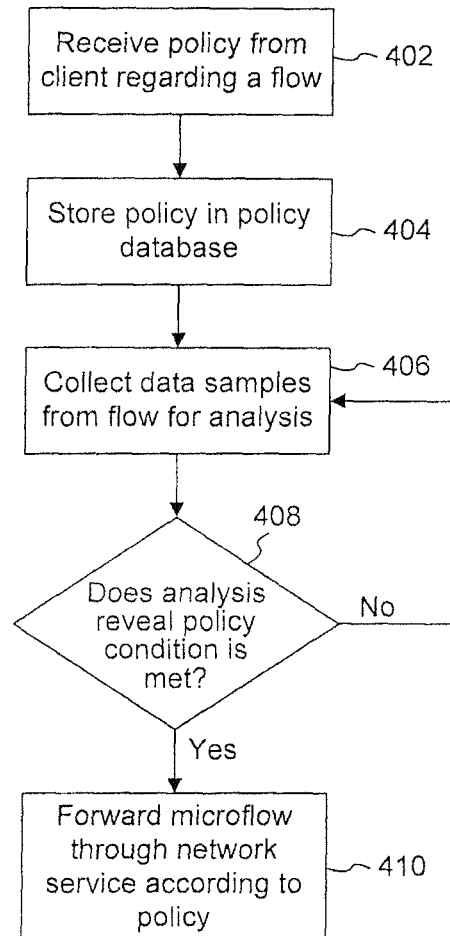 Receive policy from
client regarding a flow
402
Store policy in policy
database
404
406
Collect data samples
from flow for analysis
408
Does analysis
reveal policy
condition is
met?
No
Yes
Forward microflow
through network
service according to
policy
410